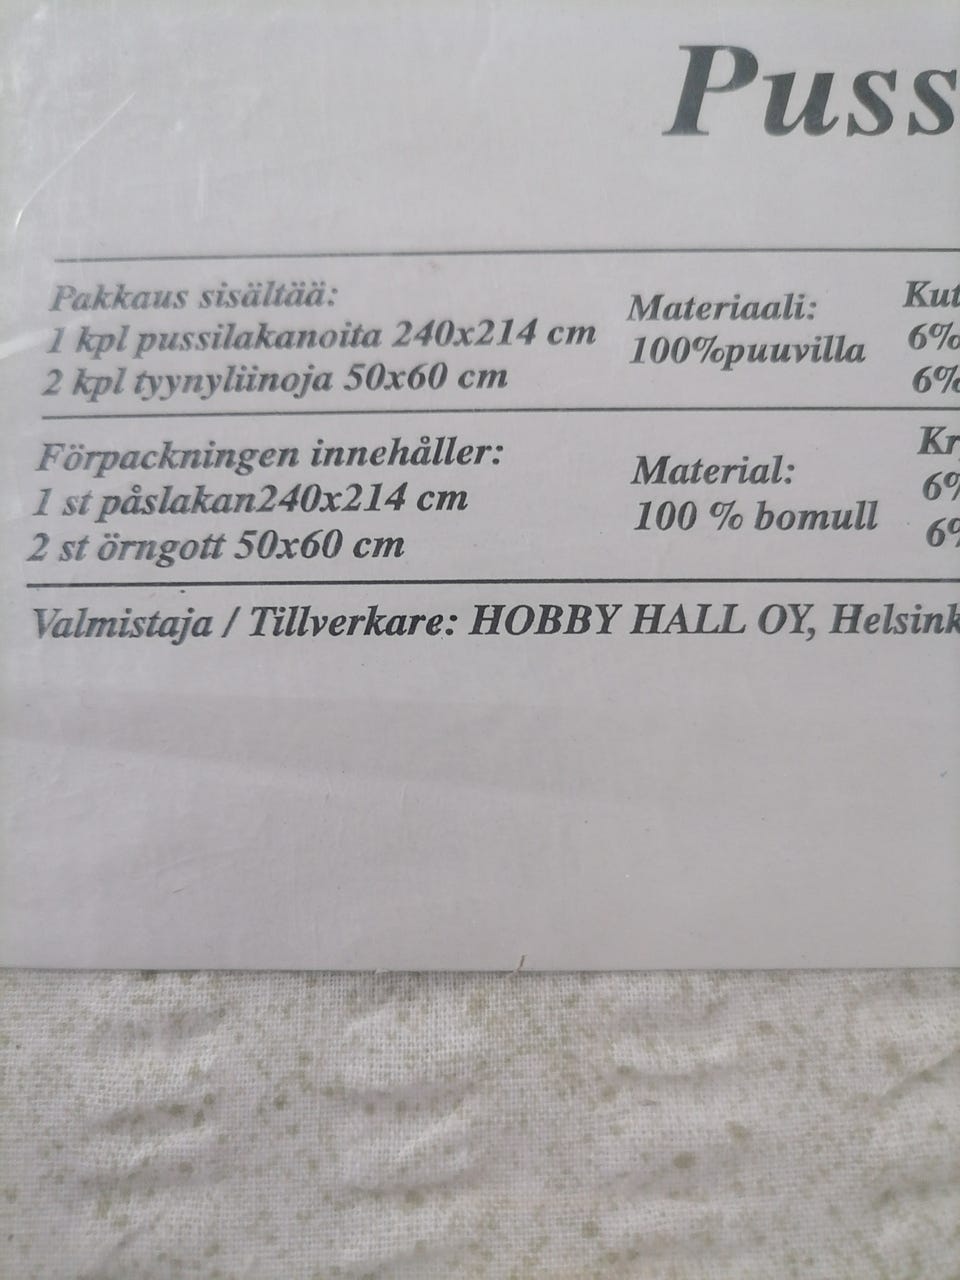 Puss
Pakkaus sisältää:
1 kpl pussilakanoita 240x214 cm
2 kpl tyynyliinoja 50x60 cm
Materiaali:
100%puuvilla
Kut
6%
6%
Förpackningen innehåller:
1 st påslakan240x214 cm
2 st örngott 50x60 cm
Material:
100 % bomull
Kr
6%
6%
Valmistaja / Tillverkare: HOBBY HALL OY, Helsink